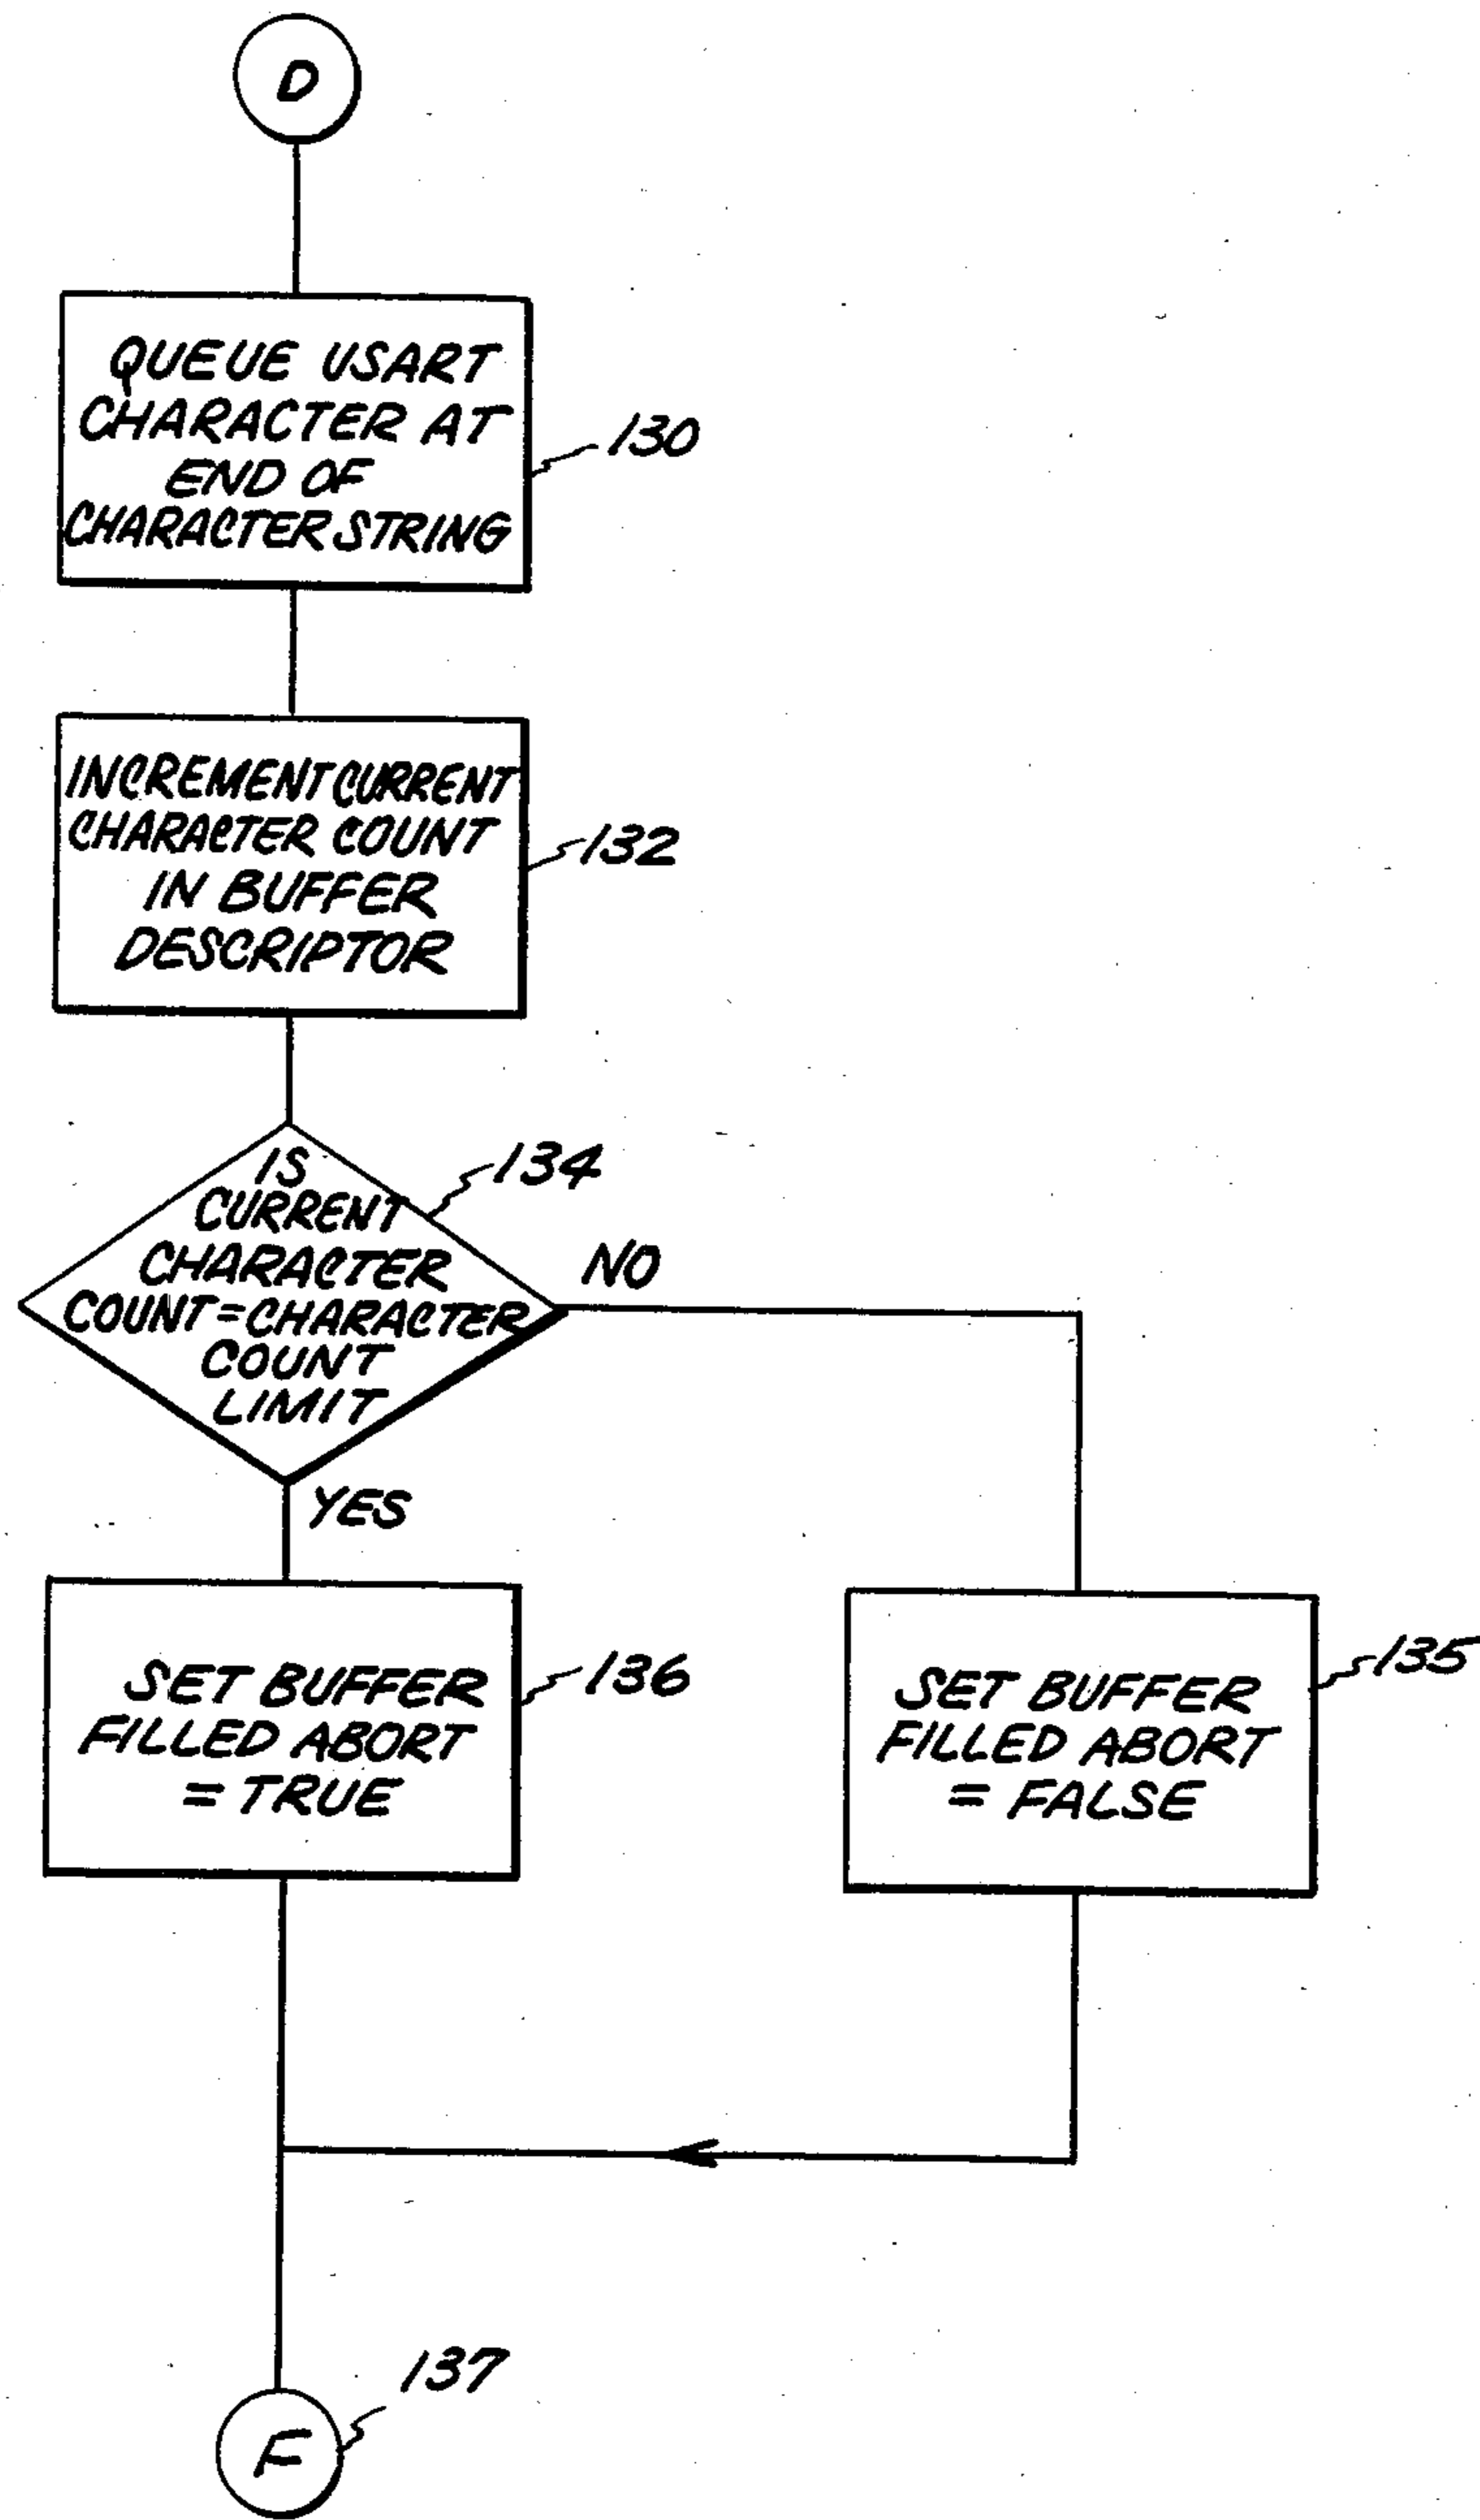 D
QUEUE USART
CHARACTER AT
END OF
CHARACTER STRING
130
INCREMENT CURRENT
CHARACTER COUNT
IN BUFFER
DESCRIPTOR
132
IS
CURRENT
CHARACTER
COUNT=CHARACTER
COUNT
LIMIT
134
NO
YES
SET BUFFER
FILLED ABORT
= TRUE
136
SET BUFFER
FILLED ABORT
= FALSE
135
F
137